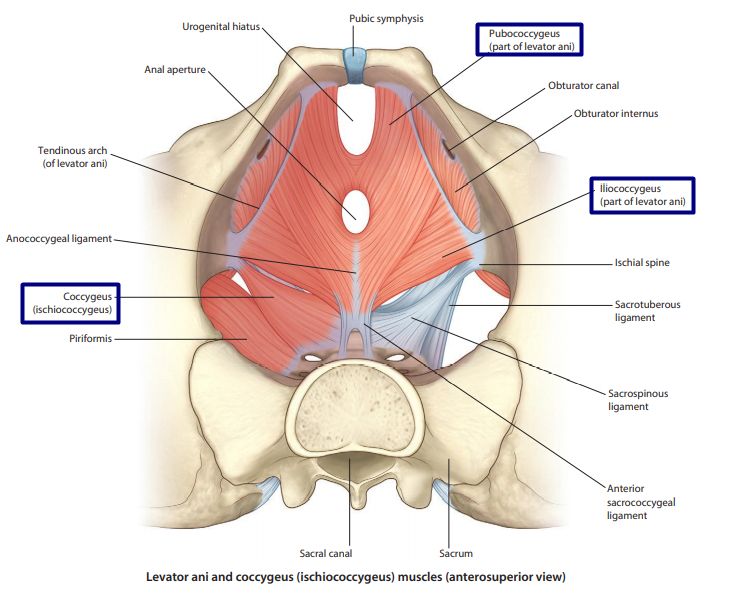 Pubic symphysis
Urogenital hiatus
Pubococcygeus
(part of levator ani)
Anal aperture
Obturator canal
Obturator internus
Tendinous arch
(of levator ani)
Iliococcygeus
(part of levator ani)
Anococcygeal ligament
Ischial spine
Coccygeus
(ischiococcygeus)
Sacrotuberous
ligament
Piriformis
Sacrospinous
ligament
Anterior
sacrococcygeal
ligament
Sacral canal
Sacrum
Levator ani and coccygeus (ischiococcygeus) muscles (anterosuperior view)